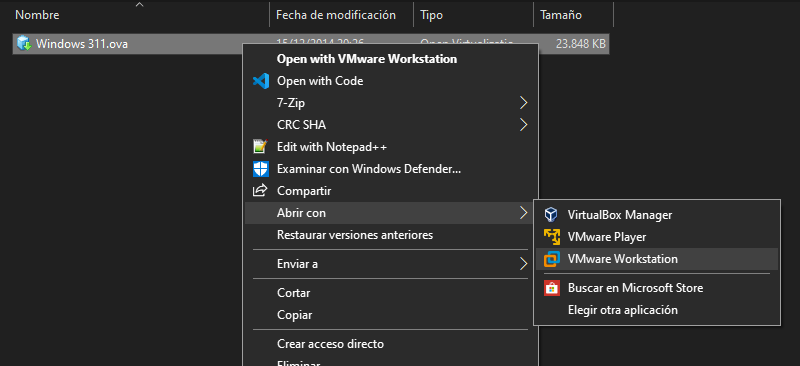 Nombre Fecha de modificación Tipo Tamaño
Windows 311.ova 15/12/2014 20:26 Open Virtualizatio... 23.848 KB
Open with VMware Workstation
Open with Code
7-Zip
CRC SHA
Edit with Notepad++
Examinar con Windows Defender...
Compartir
Abrir con
Restaurar versiones anteriores
Enviar a
Cortar
Copiar
Crear acceso directo
Eliminar
VirtualBox Manager
VMware Player
VMware Workstation
Buscar en Microsoft Store
Elegir otra aplicación